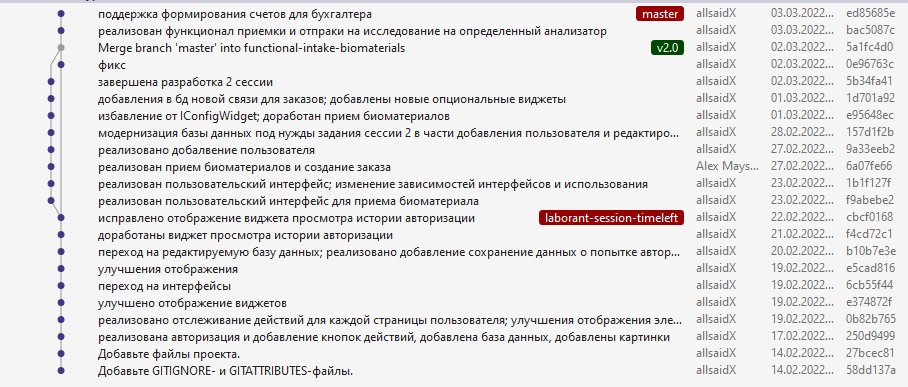 поддержка формирования счетов для бухгалтера master allsaidX 03.03.2022... ed85685e
реализован функционал приемки и отпраки на исследование на определенный анализатор allsaidX 03.03.2022... bac5087c
Merge branch 'master' into functional-intake-biomaterials v2.0 allsaidX 02.03.2022... 5a1fc4d0
фикс allsaidX 02.03.2022... 0e96763c
завершена разработка 2 сессии allsaidX 02.03.2022... 5b34fa41
добавления в бд новой связи для заказов; добавлены новые опциональные виджеты allsaidX 01.03.2022... 1d701a92
избавление от IConfigWidget; доработан прием биоматериалов allsaidX 01.03.2022... e95648ec
модернизация базы данных под нужды задания сессии 2 в части добавления пользователя и редактиро... allsaidX 28.02.2022... 157d1f2b
реализовано добалвение пользователя allsaidX 27.02.2022... 9a33eeb2
реализован прием биоматериалов и создание заказа Alex Mays... 27.02.2022... 6a07fe66
реализован пользовательский интерфейс; изменение зависимостей интерфейсов и использования allsaidX 23.02.2022... 1b1f127f
реализован пользовательский интерфейс для приема биоматериала allsaidX 23.02.2022... f9abebe2
исправлено отображение виджета просмотра истории авторизации laborant-session-timeleft allsaidX 22.02.2022... cbcf0168
доработаны виджет просмотра истории авторизации allsaidX 21.02.2022... f4cd72c1
переход на редактируемую базу данных; реализовано добавление сохранение данных о попытке автор... allsaidX 20.02.2022... b10b7e3e
улучшения отображения allsaidX 19.02.2022... e5cad816
переход на интерфейсы allsaidX 19.02.2022... 6cb55f44
улучшено отображение виджетов allsaidX 19.02.2022... e374872f
реализовано отслеживание действий для каждой страницы пользователя; улучшения отображения эле... allsaidX 19.02.2022... 0b82b765
реализована авторизация и добавление кнопок действий, добавлена база данных, добавлены картинки allsaidX 17.02.2022... 250d9499
Добавьте файлы проекта. allsaidX 14.02.2022... 27bcec81
Добавьте GITIGNORE- и GITATTRIBUTES-файлы. allsaidX 14.02.2022... 58dd137a